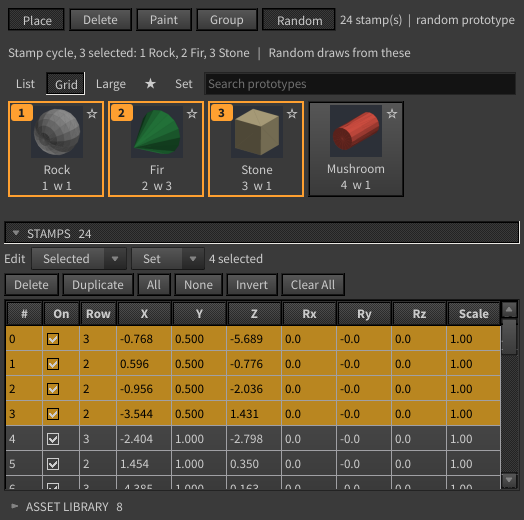 Place Delete Paint Group Random 24 stamp(s) | random prototype
Stamp cycle, 3 selected: 1 Rock, 2 Fir, 3 Stone | Random draws from these
List Grid Large ★ Set Search prototypes
1 ☆ 2 ☆ 3 ☆ ☆
Rock Fir Stone Mushroom
1 w 1 2 w 3 3 w 1 4 w 1
STAMPS 24
Edit Selected Set 4 selected
Delete Duplicate All None Invert Clear All
# On Row X Y Z Rx Ry Rz Scale
0 3 -0.768 0.500 -5.689 0.0 -0.0 0.0 1.00
1 2 0.596 0.500 -0.776 0.0 -0.0 0.0 1.00
2 2 -0.956 0.500 -2.036 0.0 -0.0 0.0 1.00
3 2 -3.544 0.500 1.431 0.0 -0.0 0.0 1.00
4 3 -2.404 1.000 -2.798 0.0 -0.0 0.0 1.00
5 2 1.454 1.000 0.350 0.0 -0.0 0.0 1.00
ASSET LIBRARY 8